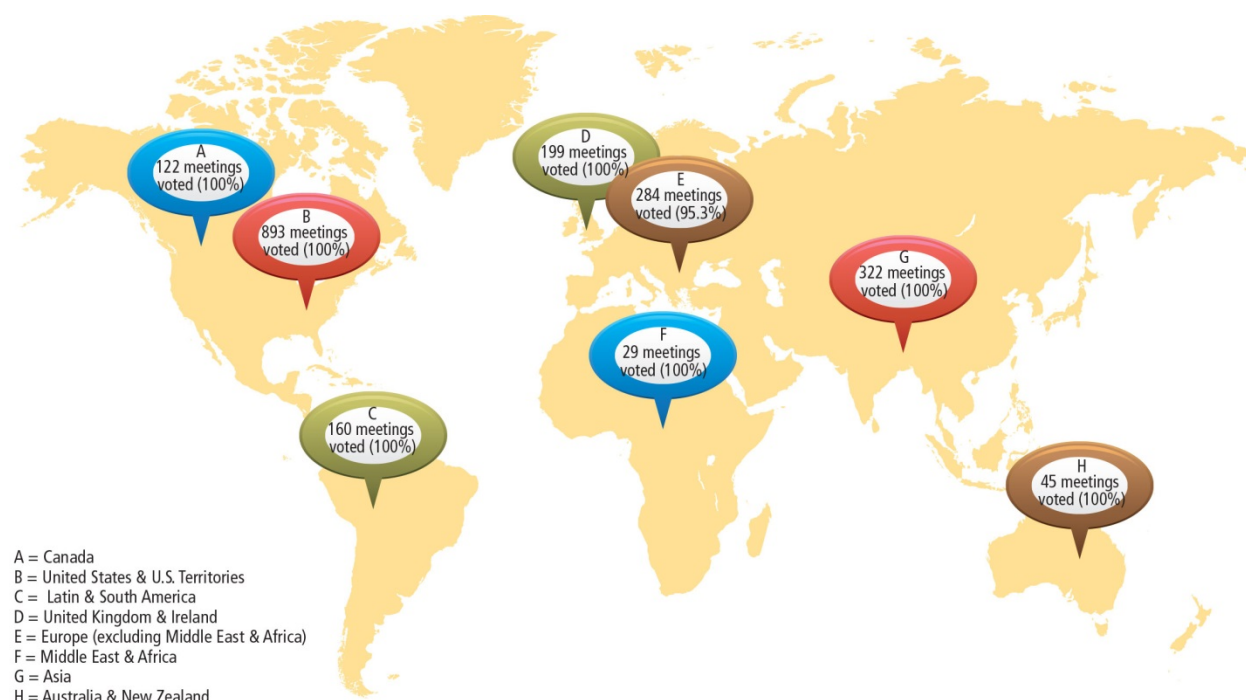 A
122 meetings
voted (100%)
B
893 meetings
voted (100%)
C
160 meetings
voted (100%)
D
199 meetings
voted (100%)
E
284 meetings
voted (95.3%)
F
29 meetings
voted (100%)
G
322 meetings
voted (100%)
H
45 meetings
voted (100%)
A = Canada
B = United States & U.S. Territories
C = Latin & South America
D = United Kingdom & Ireland
E = Europe (excluding Middle East & Africa)
F = Middle East & Africa
G = Asia
H = Australia & New Zealand